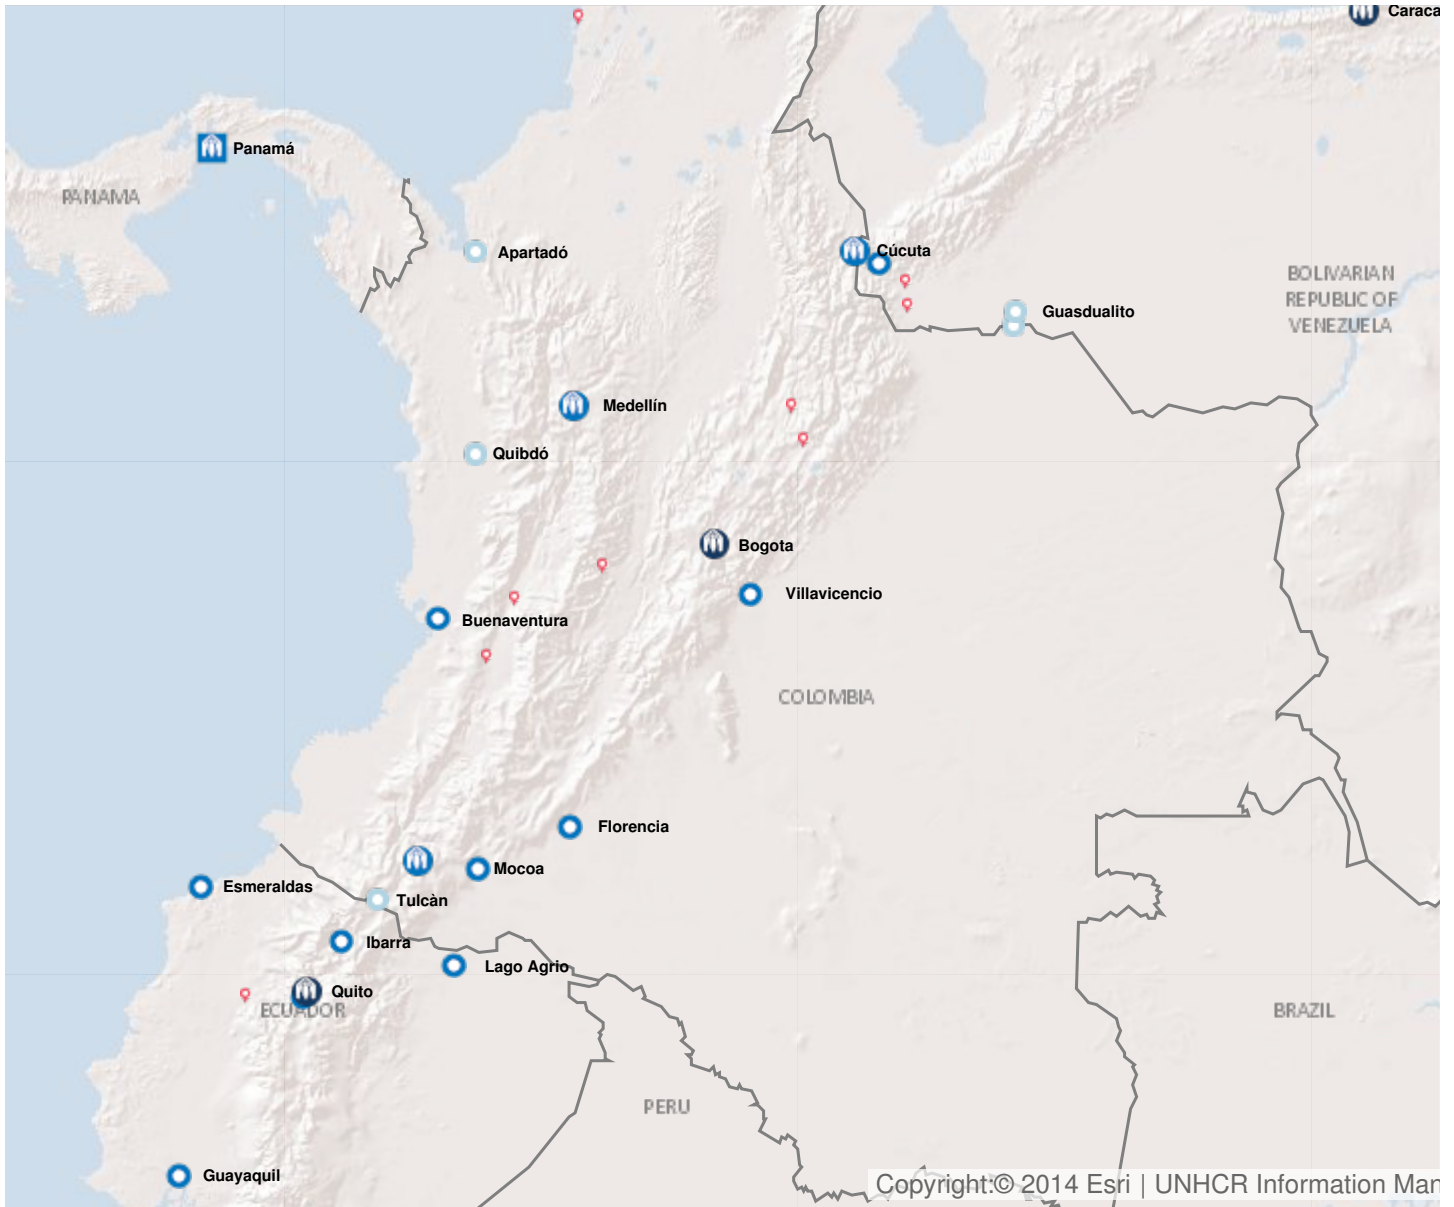 Caraca
Panamá
PANAMA
Apartadó
Cúcuta
BOLIVARIAN
REPUBLIC OF
VENEZUELA
Guasdualito
Medellín
Quibdó
Bogota
Villavicencio
Buenaventura
COLOMBIA
Florencia
Mocoa
Esmeraldas
Tulcàn
Ibarra
Lago Agrio
Quito
ECUADOR
BRAZIL
PERU
Guayaquil
Copyright:© 2014 Esri | UNHCR Information Man